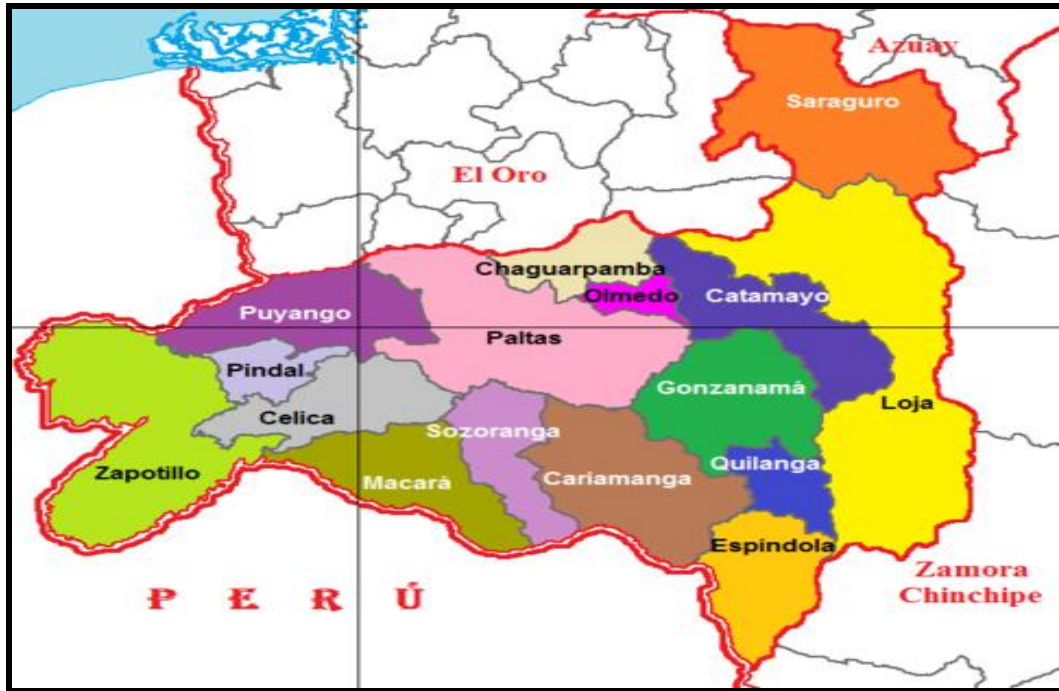 Azuay
Saraguro
El Oro
Chaguarpamba
Olmedo
Catamayo
Puyango
Paltas
Pindal
Gonzanamá
Loja
Celica
Sozoranga
Zapotillo
Macará
Cariamanga
Quilanga
Espíndola
Zamora
Chinchipe
PERÚ